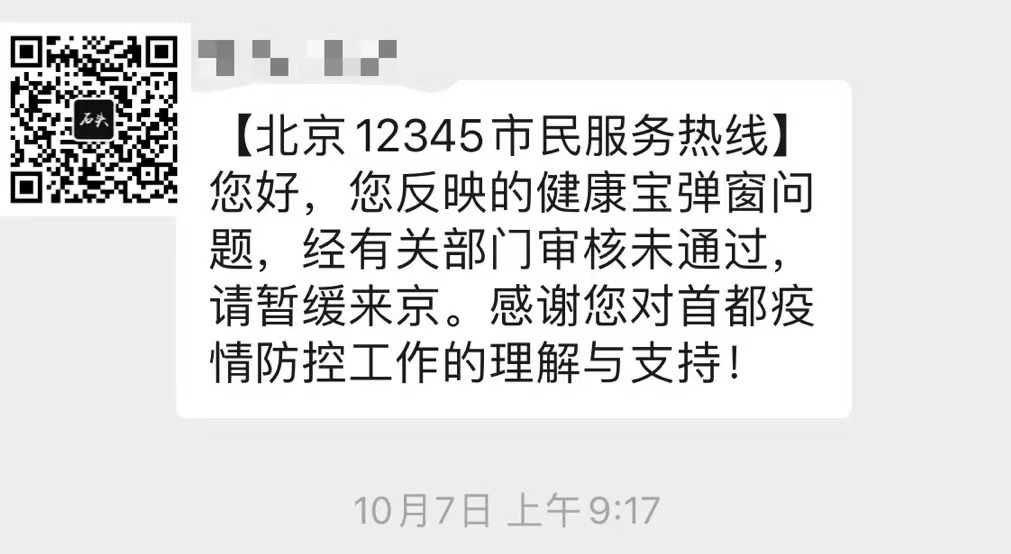 石头
【北京12345市民服务热线】
您好，您反映的健康宝弹窗问
题，经有关部门审核未通过，
请暂缓来京。感谢您对首都疫
情防控工作的理解与支持！
10月7日 上午9:17